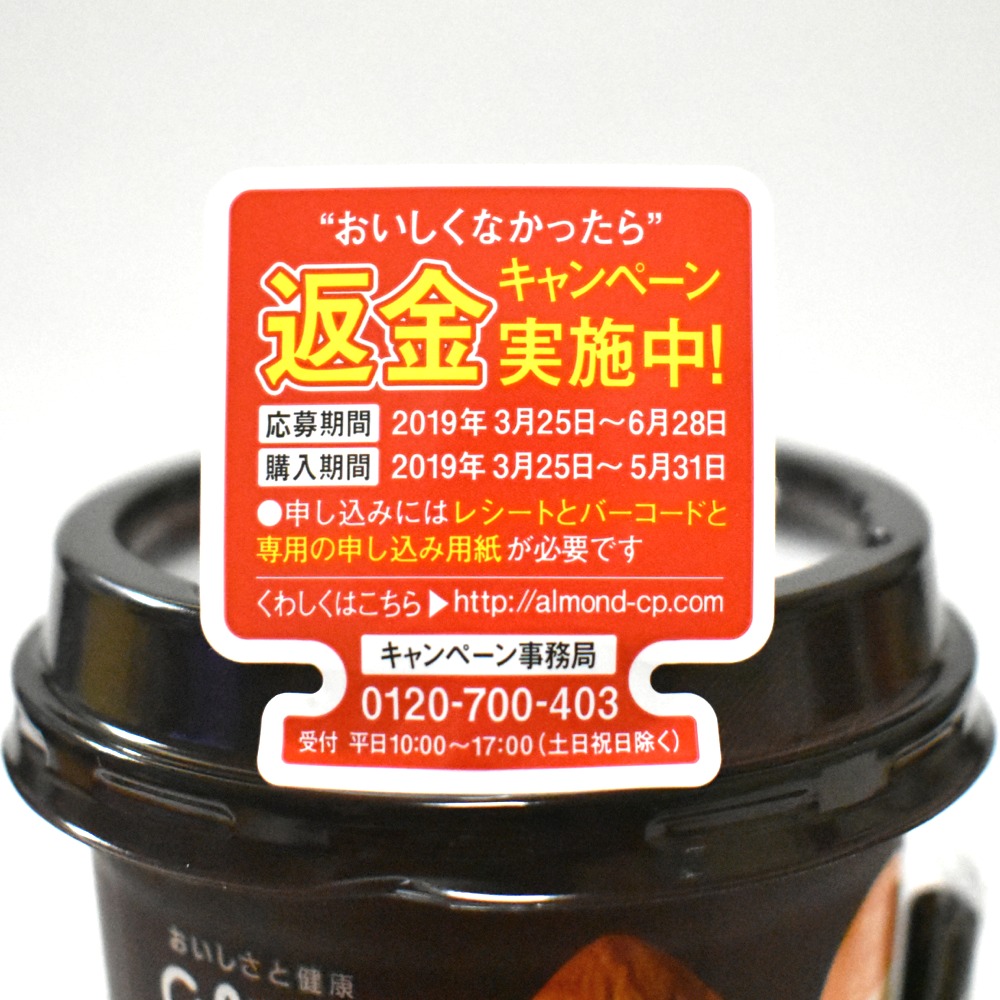 “おいしくなかったら”
返金キャンペーン実施中!
応募期間 2019年 3月25日〜6月28日
購入期間 2019年 3月25日〜5月31日
●申し込みにはレシートとバーコードと
専用の申し込み用紙が必要です
くわしくはこちら▶http://almond-cp.com
キャンペーン事務局
0120-700-403
受付 平日10:00〜17:00(土日祝日除く)
おいしさと健康